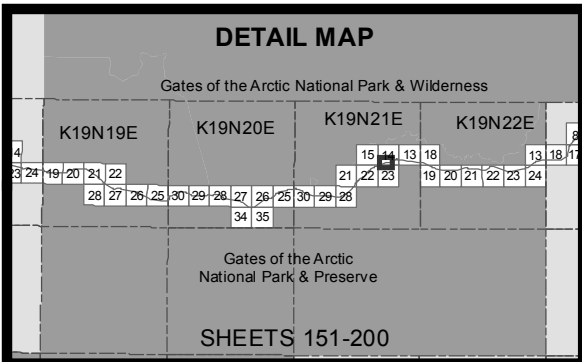 DETAIL MAP
Gates of the Arctic National Park & Wilderness
K19N19E K19N20E K19N21E K19N22E
8
4 15 14 13 18 13 18 17
23 24 19 20 21 22 21 22 23 19 20 21 22 23 24
28 27 26 25 30 29 28 27 26 25 30 29 28
34 35
Gates of the Arctic
National Park & Preserve
SHEETS 151-200